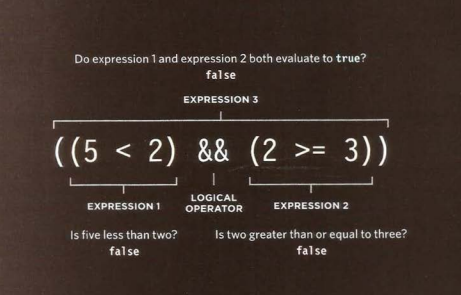 Do expression 1 and expression 2 both evaluate to true?
false
EXPRESSION 3
((5 < 2) && (2 >= 3))
EXPRESSION 1
LOGICAL
OPERATOR
EXPRESSION 2
Is five less than two?
false
Is two greater than or equal to three?
false